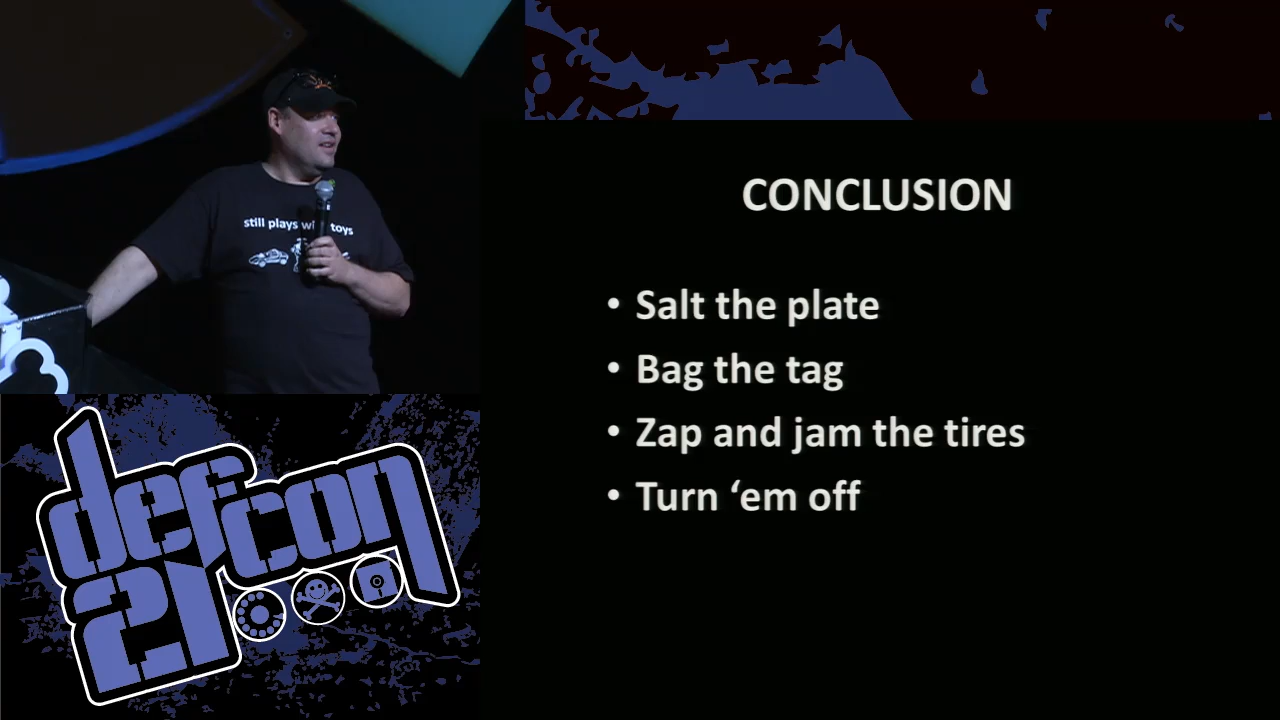 still plays wi toys
CONCLUSION
• Salt the plate
• Bag the tag
• Zap and jam the tires
• Turn ‘em off
defcon
21